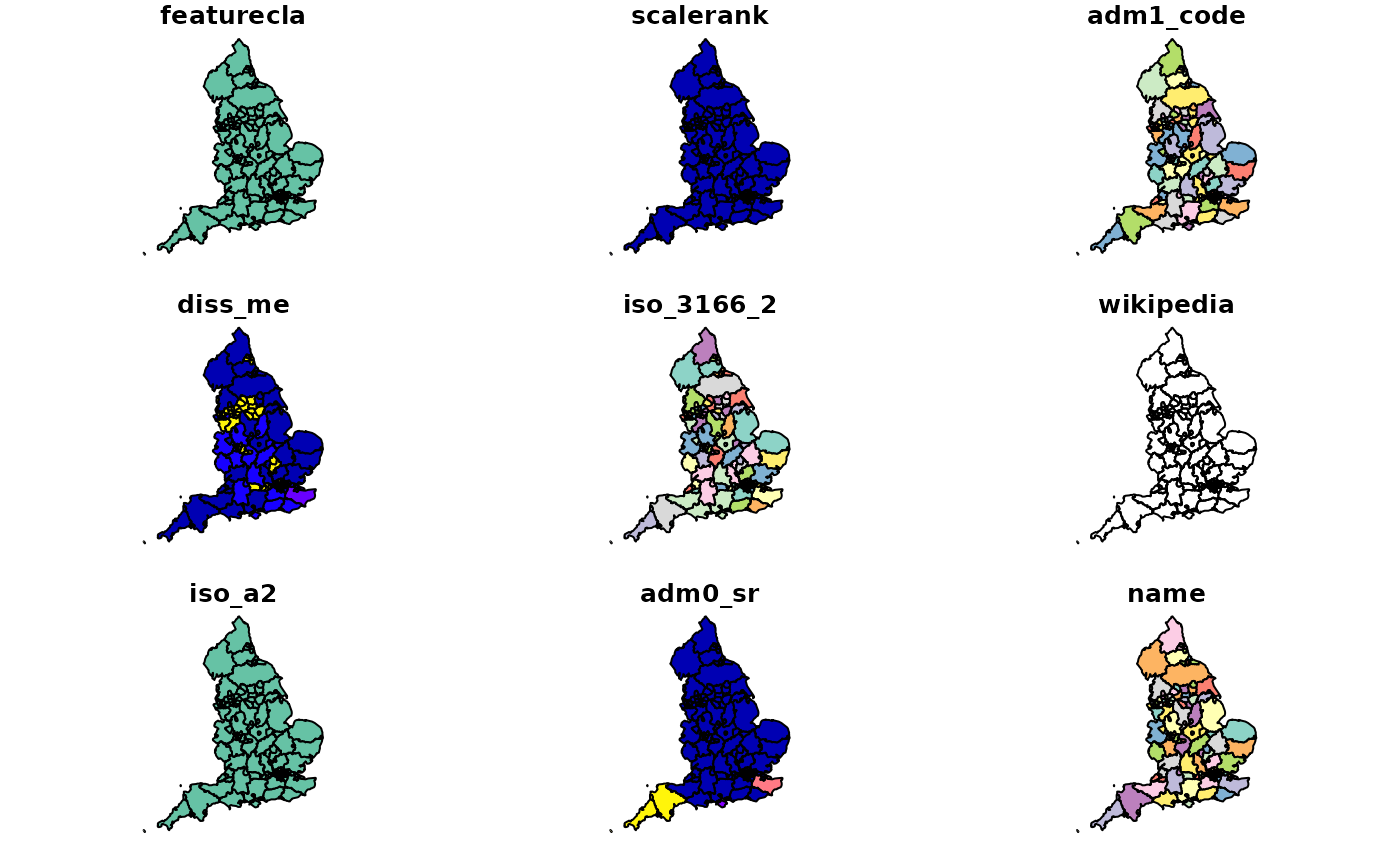 featurecla
scalerank
adm1_code
diss_me
iso_3166_2
wikipedia
iso_a2
adm0_sr
name